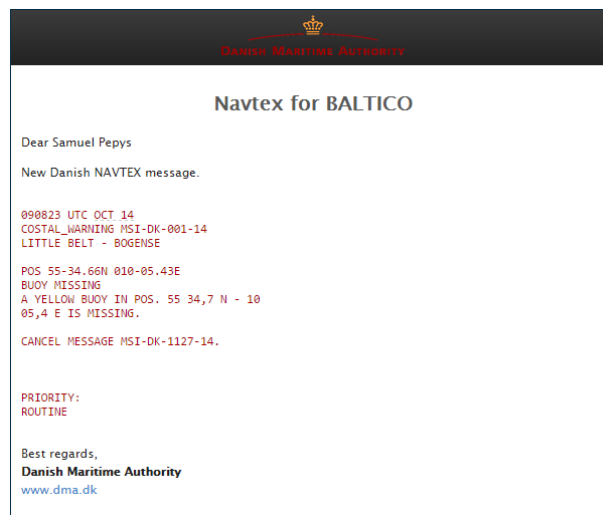 DANISH MARITIME AUTHORITY
Navtex for BALTICO
Dear Samuel Pepys
New Danish NAVTEX message.
090823 UTC OCT 14
COSTAL_WARNING MSI-DK-001-14
LITTLE BELT - BOGENSE
POS 55-34.66N 010-05.43E
BUOY MISSING
A YELLOW BUOY IN POS. 55 34,7 N - 10
05,4 E IS MISSING.
CANCEL MESSAGE MSI-DK-1127-14.
PRIORITY:
ROUTINE
Best regards,
Danish Maritime Authority
www.dma.dk